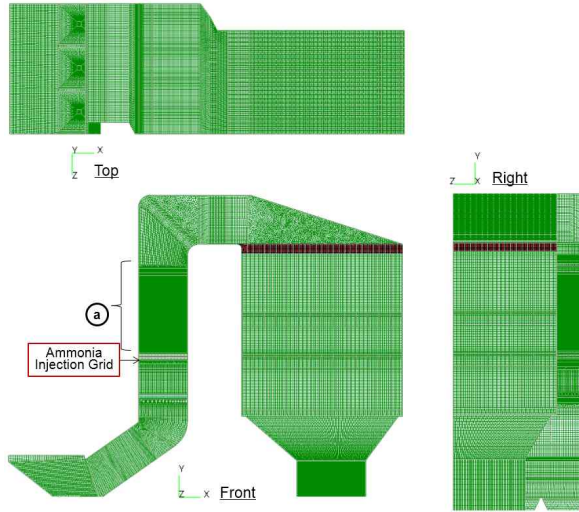 Y X
Z
Top
Y
Z X
Right
a
Ammonia
Injection Grid
Y
Z X
Front